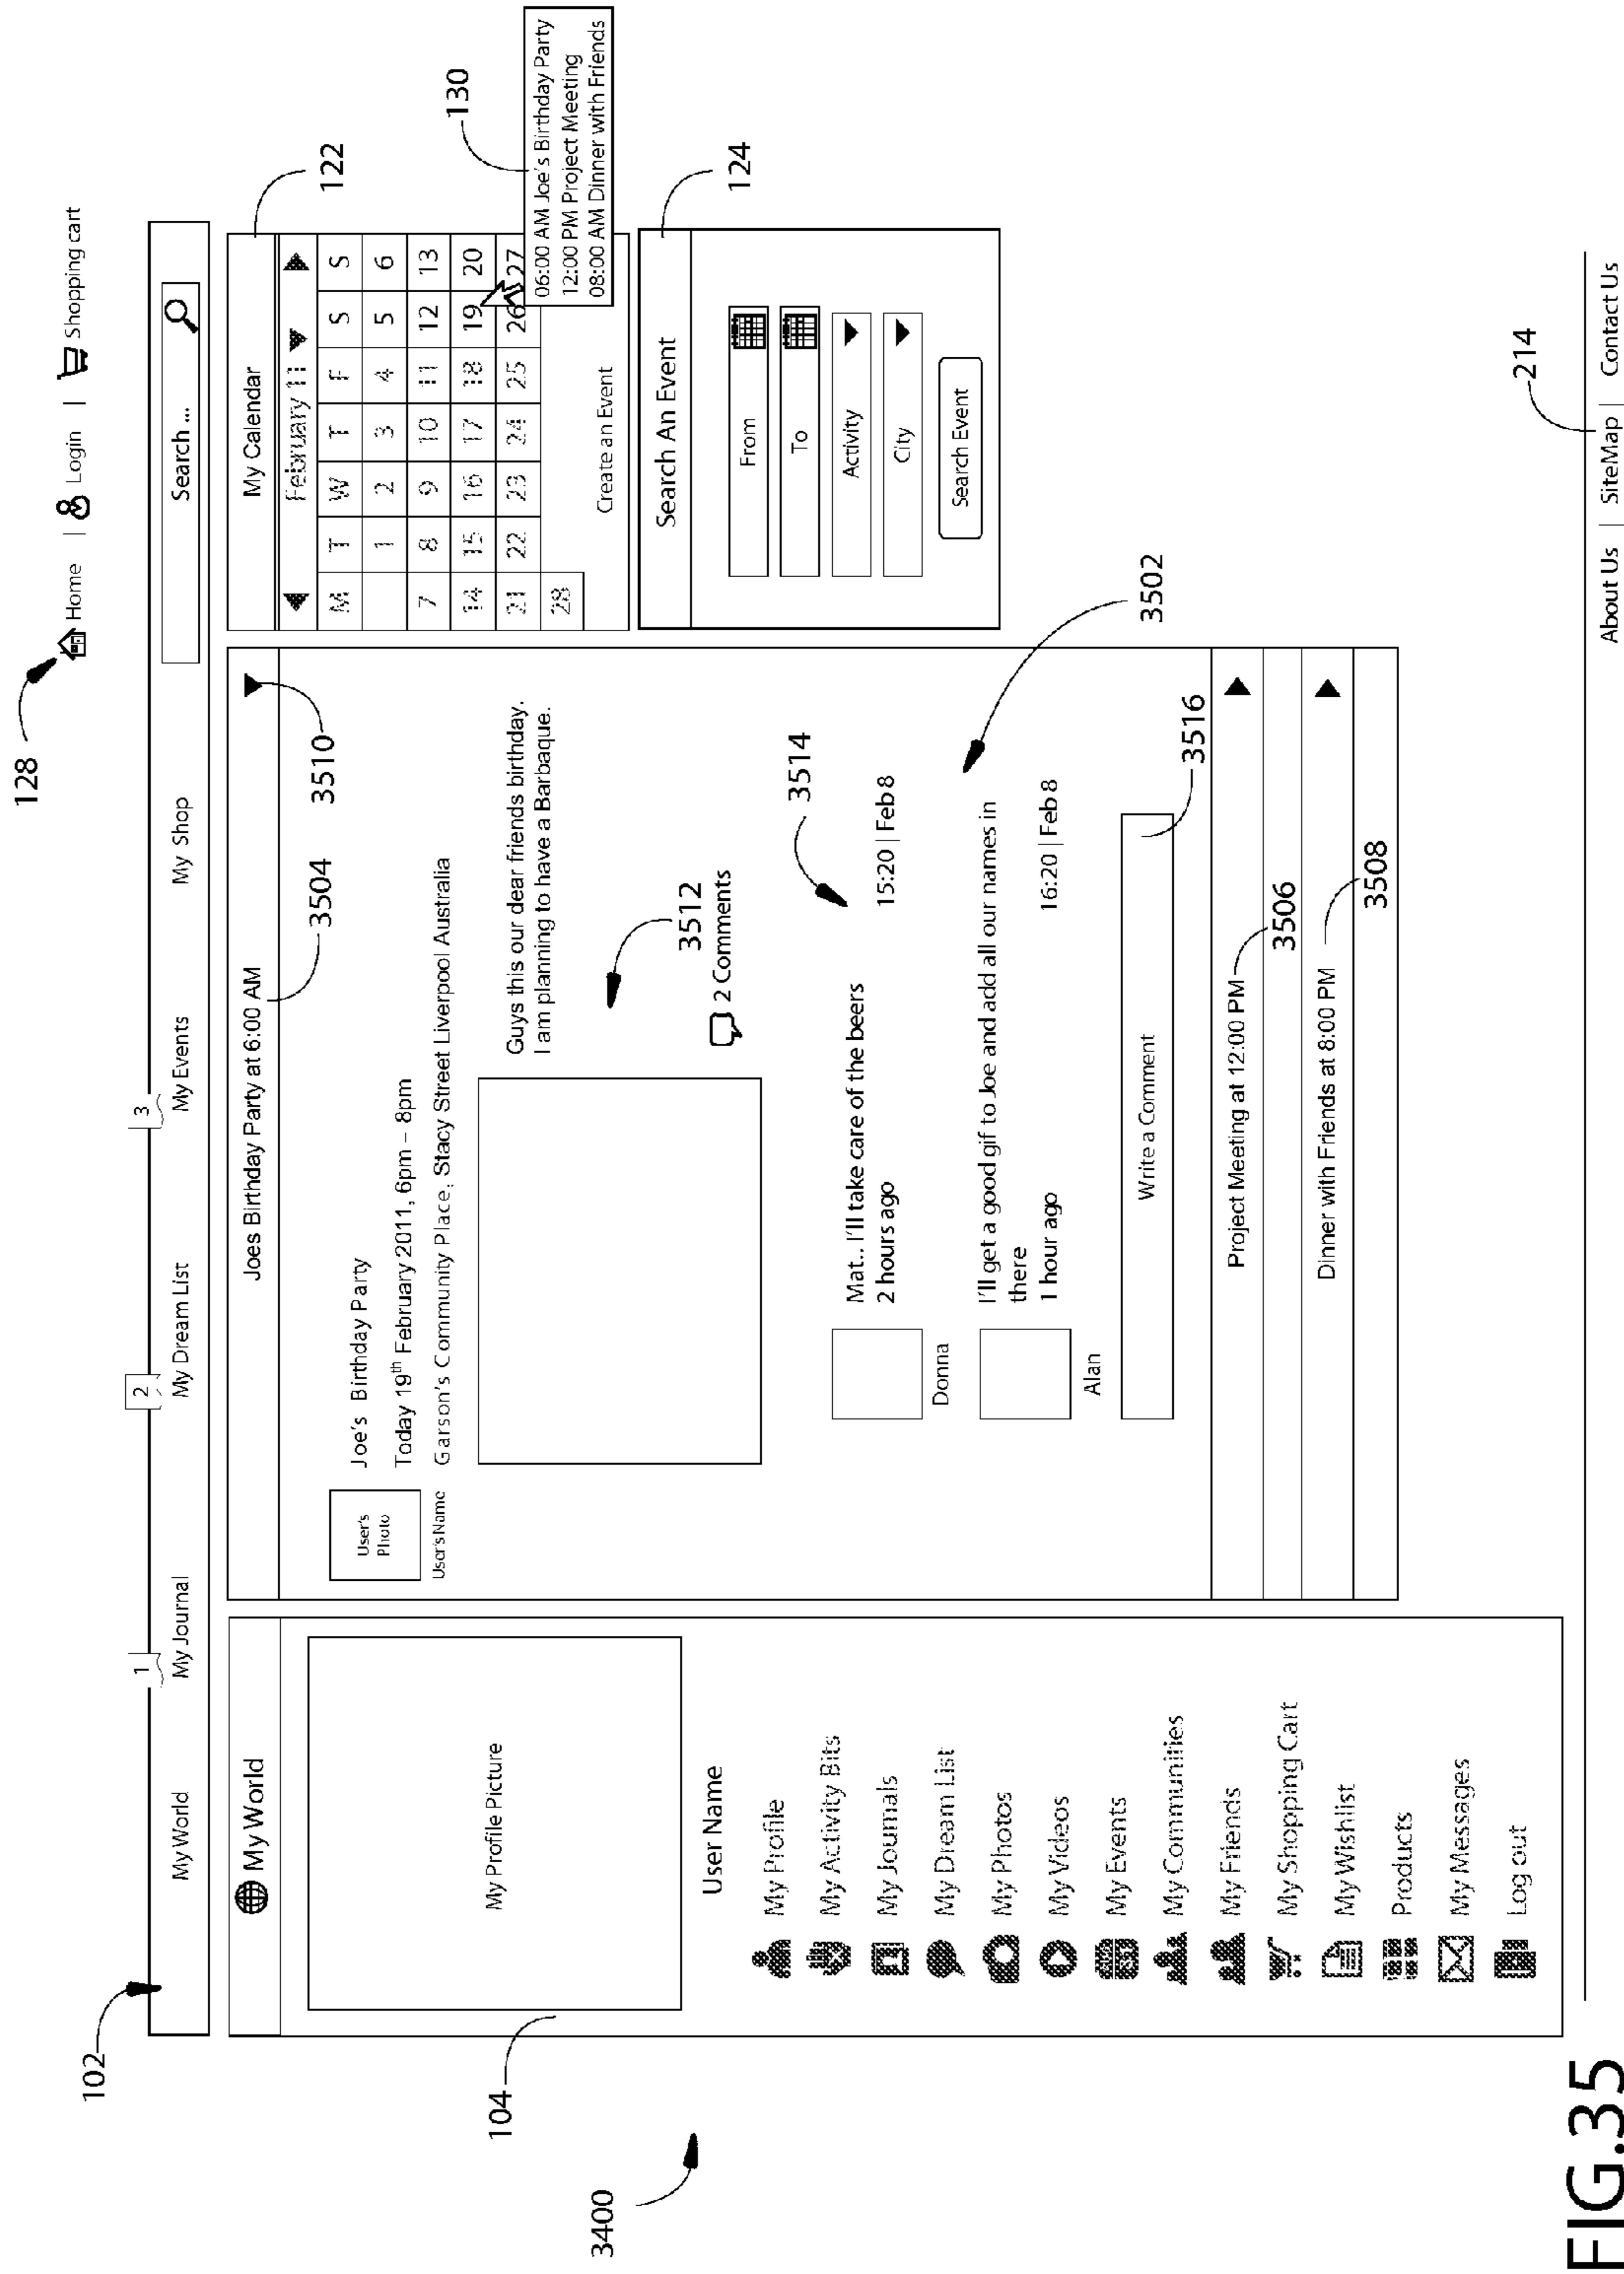 128
Home | Login | Shopping cart
102
1
2
3
My World My Journal My Dream List My Events My Shop Search ...
My World
My Profile Picture
104
3400
User Name
My Profile
My Activity Bits
My Journals
My Dream List
My Photos
My Videos
My Events
My Communities
My Friends
My Shopping Cart
My Wishlist
Products
My Messages
Log out
Joes Birthday Party at 6:00 AM
3504
3510
User's
Photo
User's Name
Joe's Birthday Party
Today 19th February 2011, 6pm – 8pm
Garson's Community Place, Stacy Street Liverpool Australia
Guys this our dear friends birthday.
I am planning to have a Barbaque.
3512
2 Comments
3514
Mat.. I'll take care of the beers
2 hours ago 15:20 | Feb 8
Donna
3502
I'll get a good gif to Joe and add all our names in
there
1 hour ago 16:20 | Feb 8
Alan
Write a Comment
3516
Project Meeting at 12:00 PM
3506
Dinner with Friends at 8:00 PM
3508
My Calendar
122
February 11
M T W T F S S
1 2 3 4 5 6
7 8 9 10 11 12 13
14 15 16 17 18 19 20
21 22 23 24 25 26 27
28
Create an Event
130
06:00 AM Joe's Birthday Party
12:00 PM Project Meeting
08:00 AM Dinner with Friends
Search An Event
124
From
To
Activity
City
Search Event
214
About Us | SiteMap | Contact Us
FIG.35